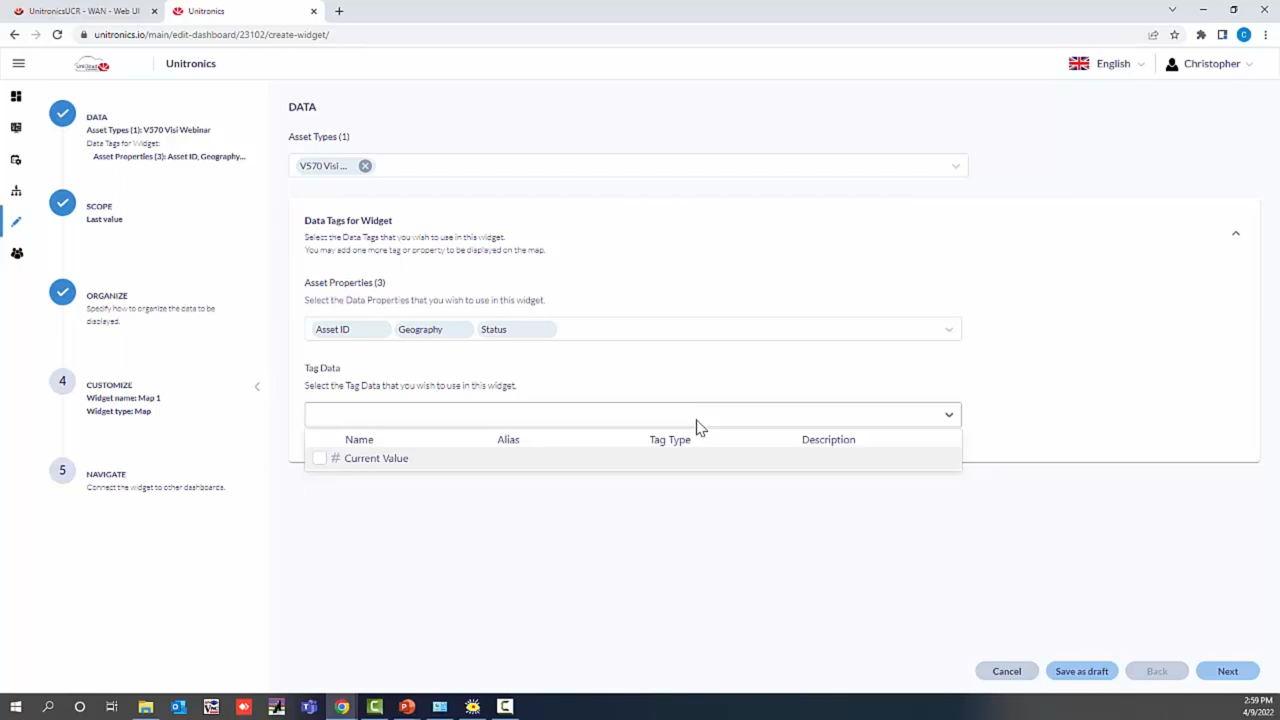 UnitronicsUCR - WAN - Web UI
Unitronics
unitronics.io/main/edit-dashboard/23102/create-widget/
Unitronics
English
Christopher
DATA
Asset Types (1): V570 Visi Webinar
Data Tags for Widget:
Asset Properties (3): Asset ID, Geography...
SCOPE
Last value
ORGANIZE
Specify how to organize the data to be
displayed.
4
CUSTOMIZE
Widget name: Map 1
Widget type: Map
5
NAVIGATE
Connect the widget to other dashboards.
DATA
Asset Types (1)
V570 Visi ...
Data Tags for Widget
Select the Data Tags that you wish to use in this widget.
You may add one more tag or property to be displayed on the map.
Asset Properties (3)
Select the Data Properties that you wish to use in this widget.
Asset ID Geography Status
Tag Data
Select the Tag Data that you wish to use in this widget.
Name Alias Tag Type Description
# Current Value
Cancel Save as draft Back Next
2:59 PM
4/9/2022